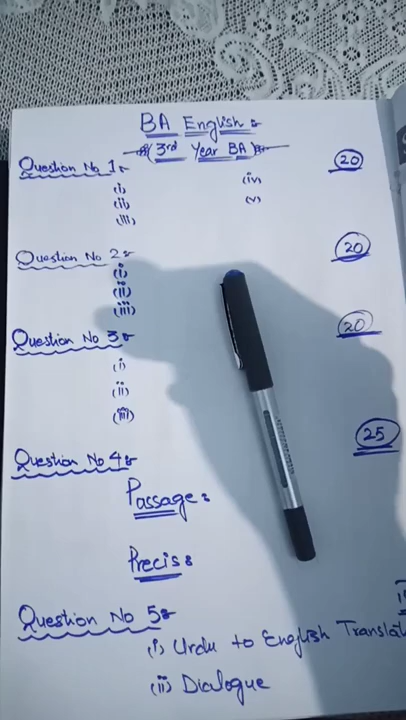 BA English:
(3rd Year BA)
Question No 1:
(20)
(i) (iv)
(ii) (v)
(iii)
Question No 2:
(20)
(i)
(ii)
(iii)
Question No 3:
(20)
(i)
(ii)
(iii)
Question No 4:
(25)
Passage:
Precis:
Question No 5:
(i) Urdu to English
(ii) Dialogue